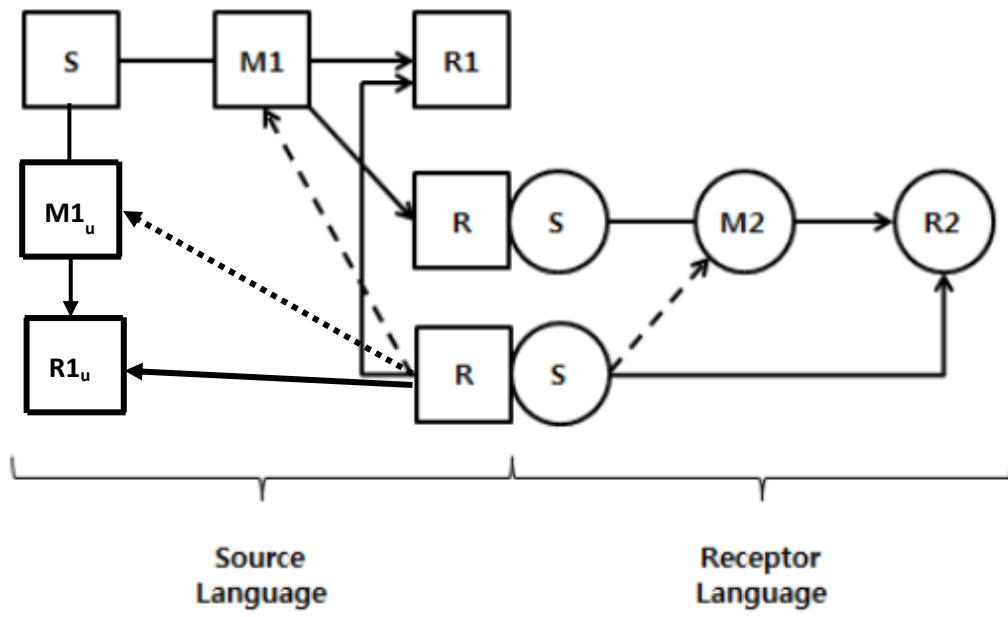 S
M1
R1
M1u
R
S
M2
R2
R1u
R
S
Source
Language
Receptor
Language